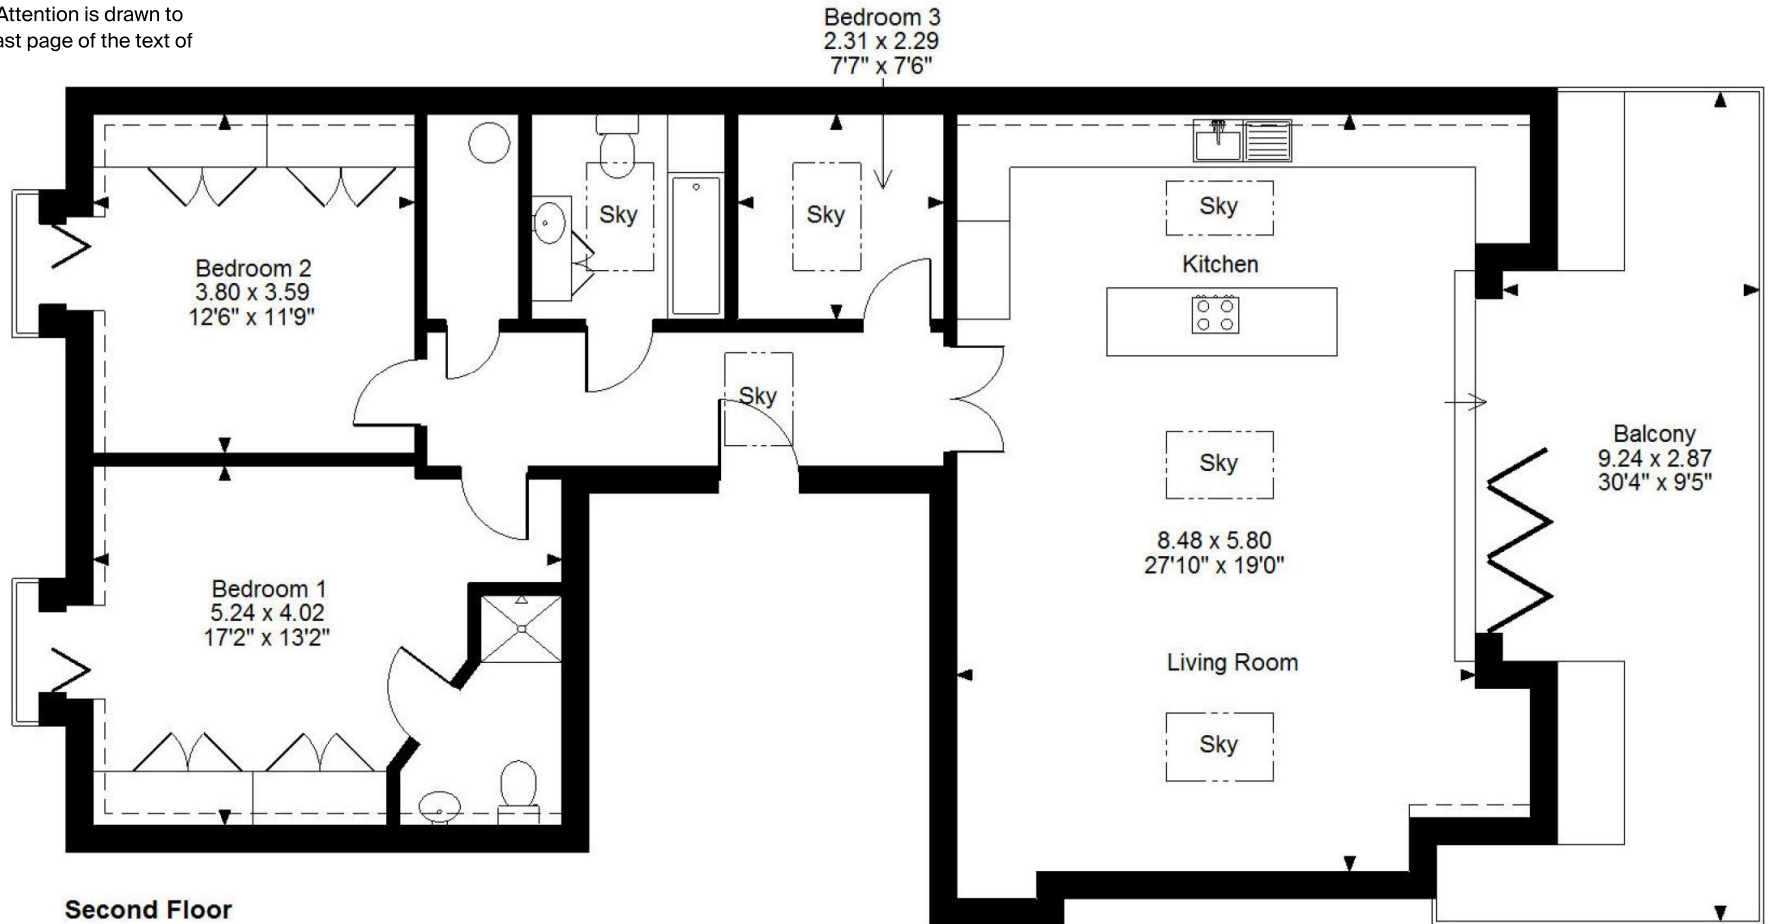 Attention is drawn to
ast page of the text of
Bedroom 3
2.31 x 2.29
7'7" x 7'6"
Sky
Sky
Sky
Kitchen
Bedroom 2
3.80 x 3.59
12'6" x 11'9"
Sky
Sky
Balcony
9.24 x 2.87
30'4" x 9'5"
8.48 x 5.80
27'10" x 19'0"
Bedroom 1
5.24 x 4.02
17'2" x 13'2"
Living Room
Sky
Second Floor